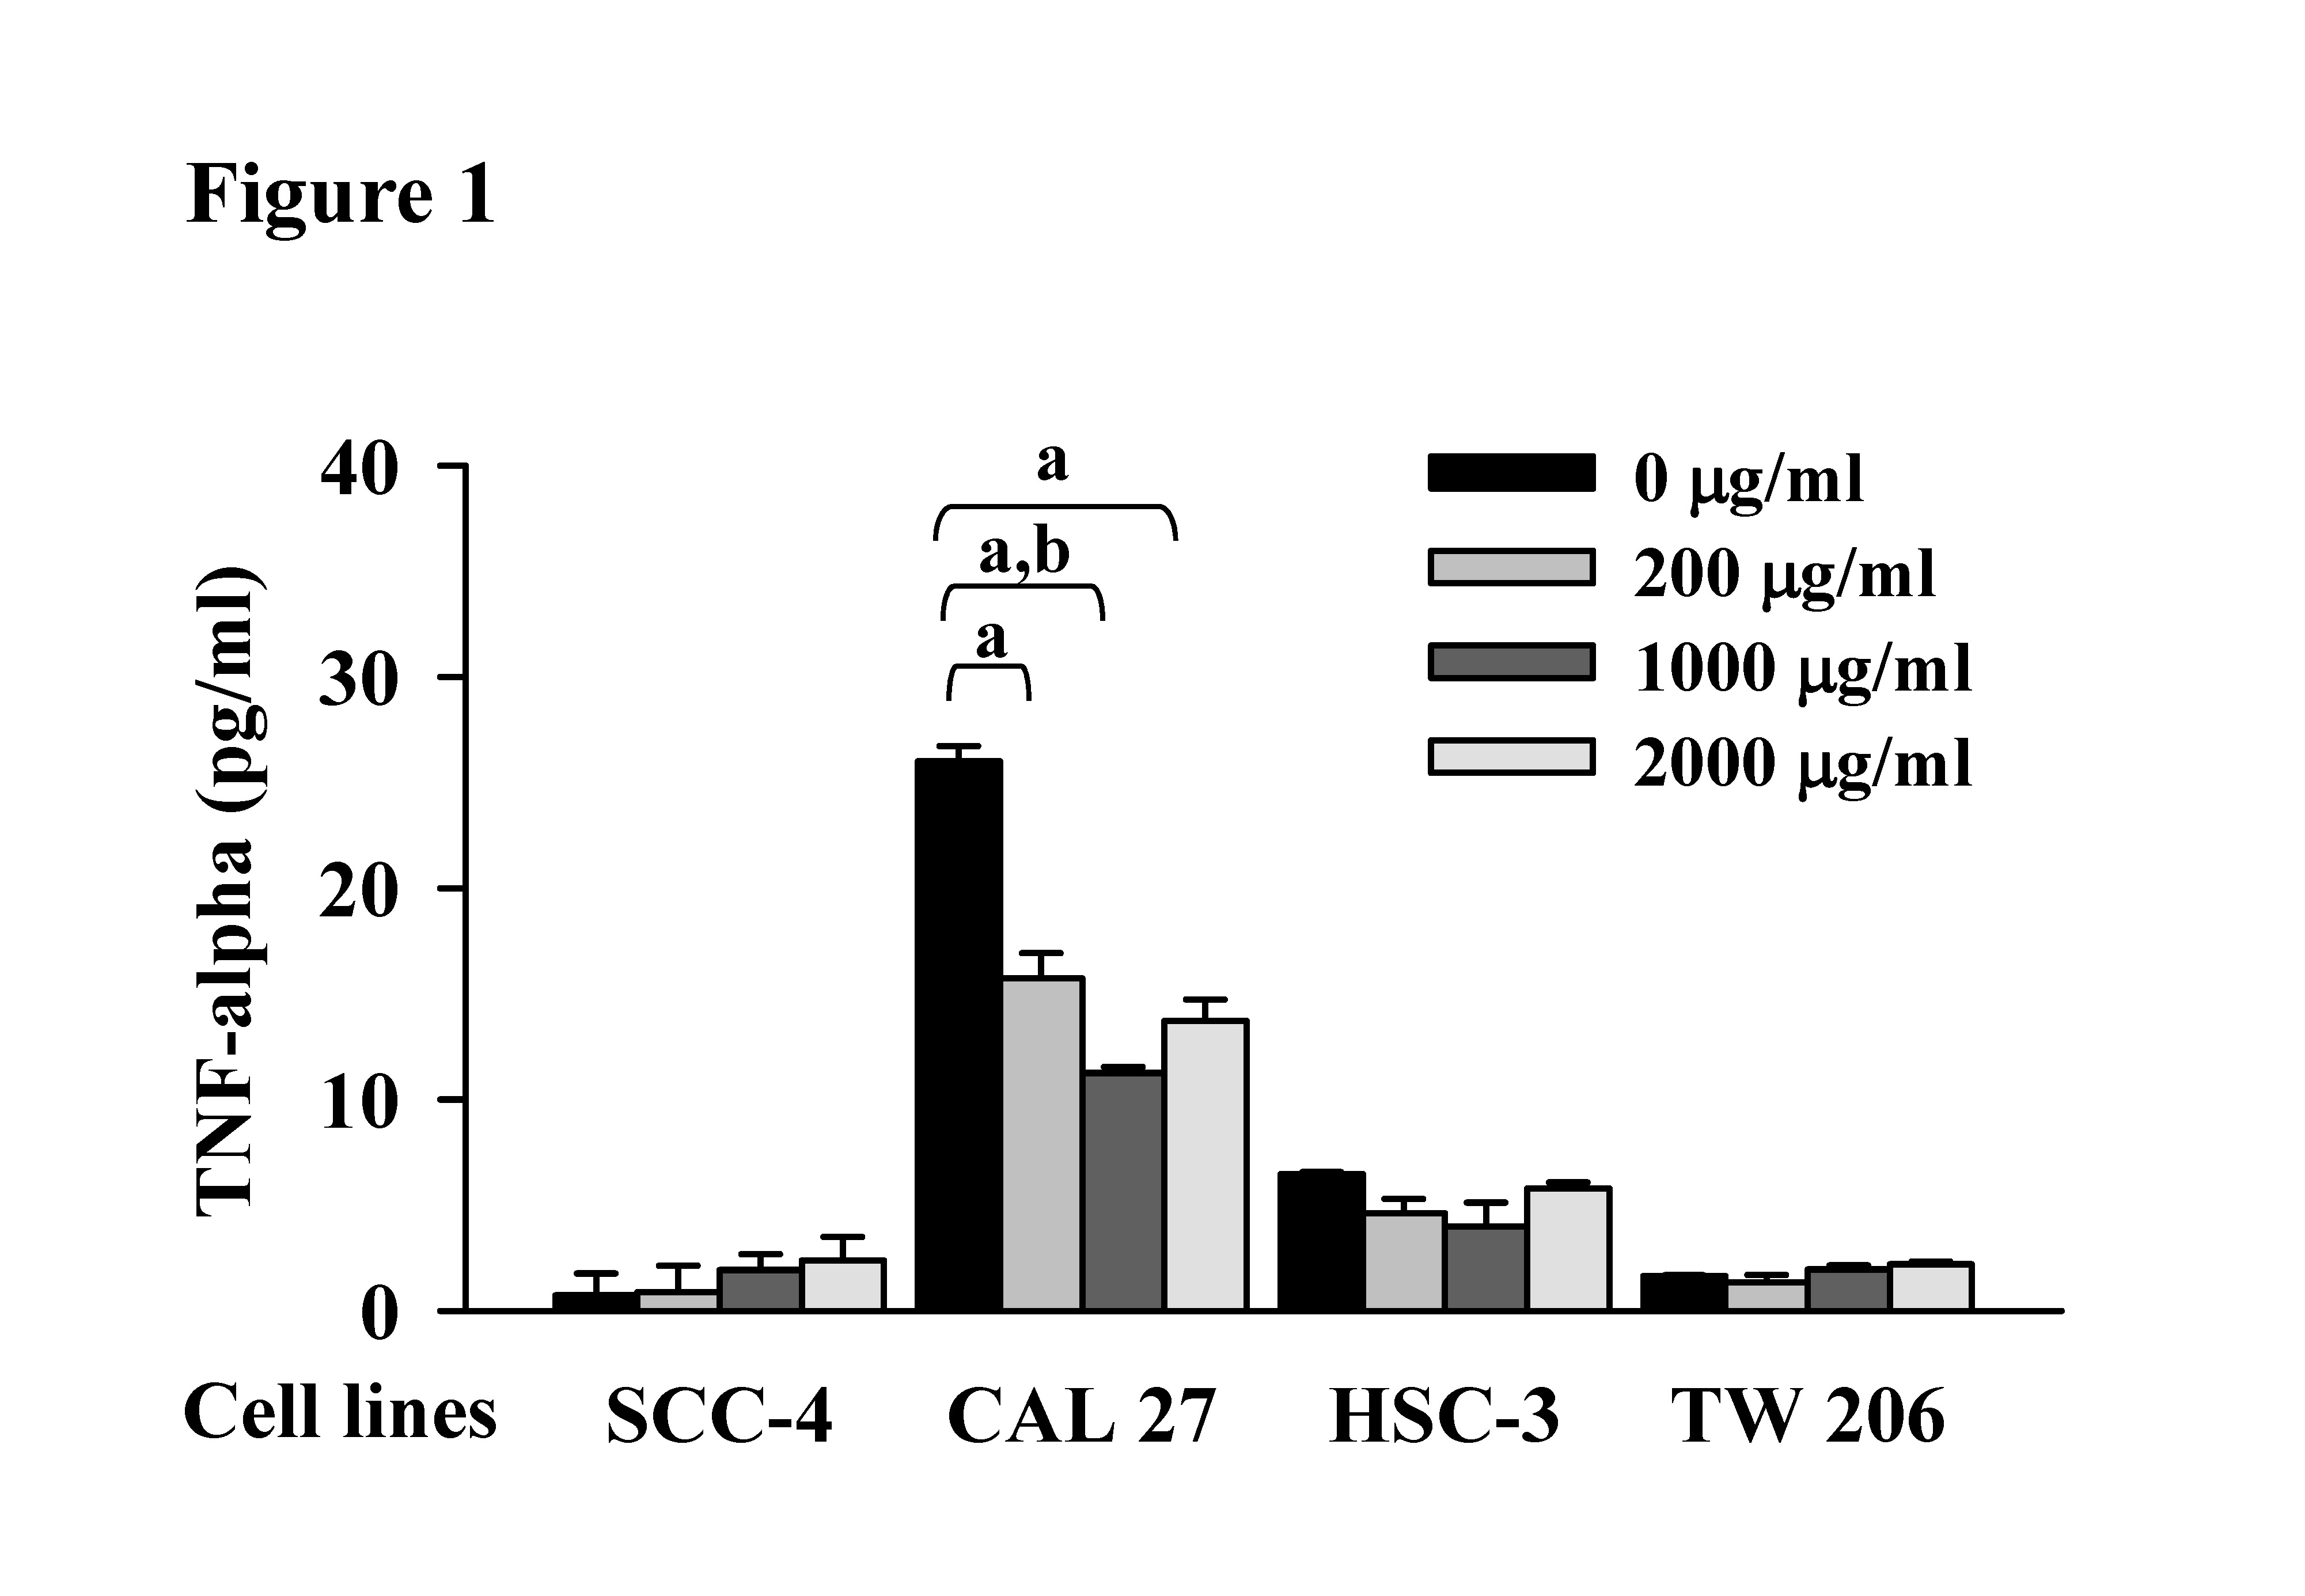 Figure 1
TNF-alpha (pg/ml)
40
30
20
10
0
a
a,b
a
0 μg/ml
200 μg/ml
1000 μg/ml
2000 μg/ml
Cell lines SCC-4 CAL 27 HSC-3 TW 206